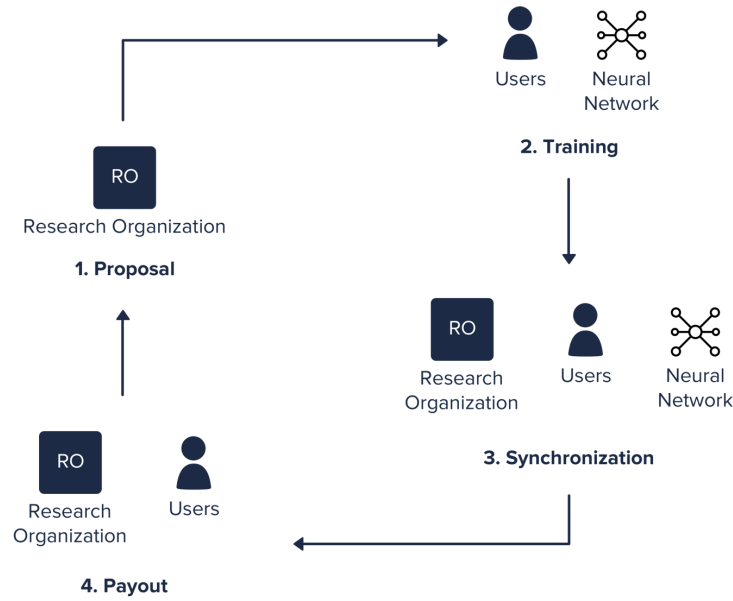 Users
Neural
Network
2. Training
RO
Research Organization
1. Proposal
RO
Research
Organization
Users
Neural
Network
3. Synchronization
RO
Research
Organization
Users
4. Payout